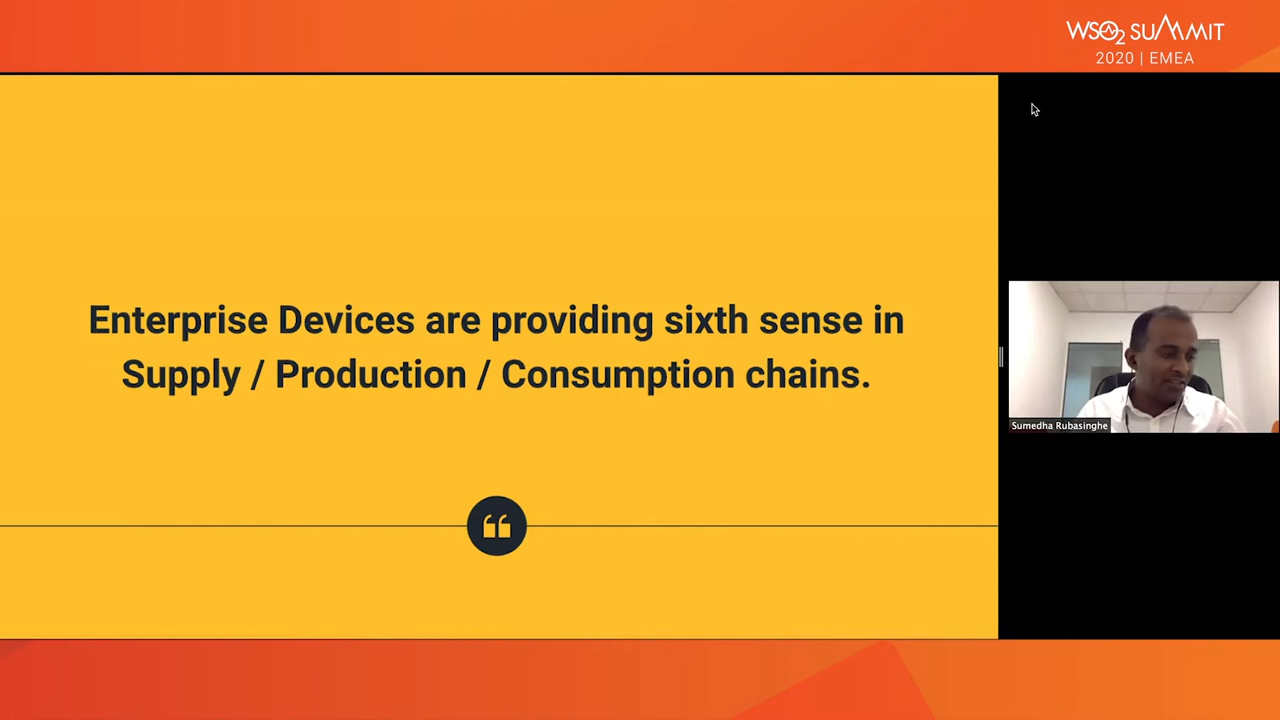 WSO2 SUMMIT
2020 | EMEA
Enterprise Devices are providing sixth sense in
Supply / Production / Consumption chains.
Sumedha Rubasinghe